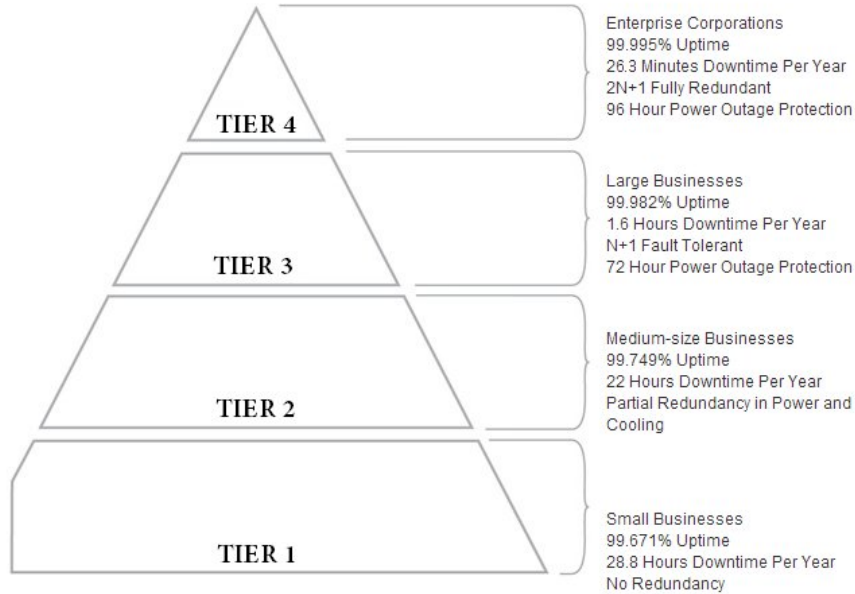 TIER 4
Enterprise Corporations
99.995% Uptime
26.3 Minutes Downtime Per Year
2N+1 Fully Redundant
96 Hour Power Outage Protection
TIER 3
Large Businesses
99.982% Uptime
1.6 Hours Downtime Per Year
N+1 Fault Tolerant
72 Hour Power Outage Protection
TIER 2
Medium-size Businesses
99.749% Uptime
22 Hours Downtime Per Year
Partial Redundancy in Power and
Cooling
TIER 1
Small Businesses
99.671% Uptime
28.8 Hours Downtime Per Year
No Redundancy